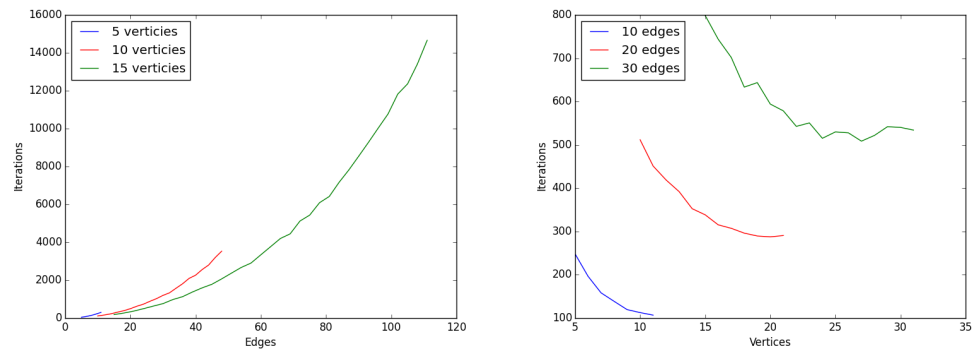 16000
14000
12000
10000
8000
6000
4000
2000
0
Iterations
5 verticies
10 verticies
15 verticies
0 20 40 60 80 100 120
Edges
800
700
600
500
400
300
200
100
Iterations
10 edges
20 edges
30 edges
5 10 15 20 25 30 35
Vertices